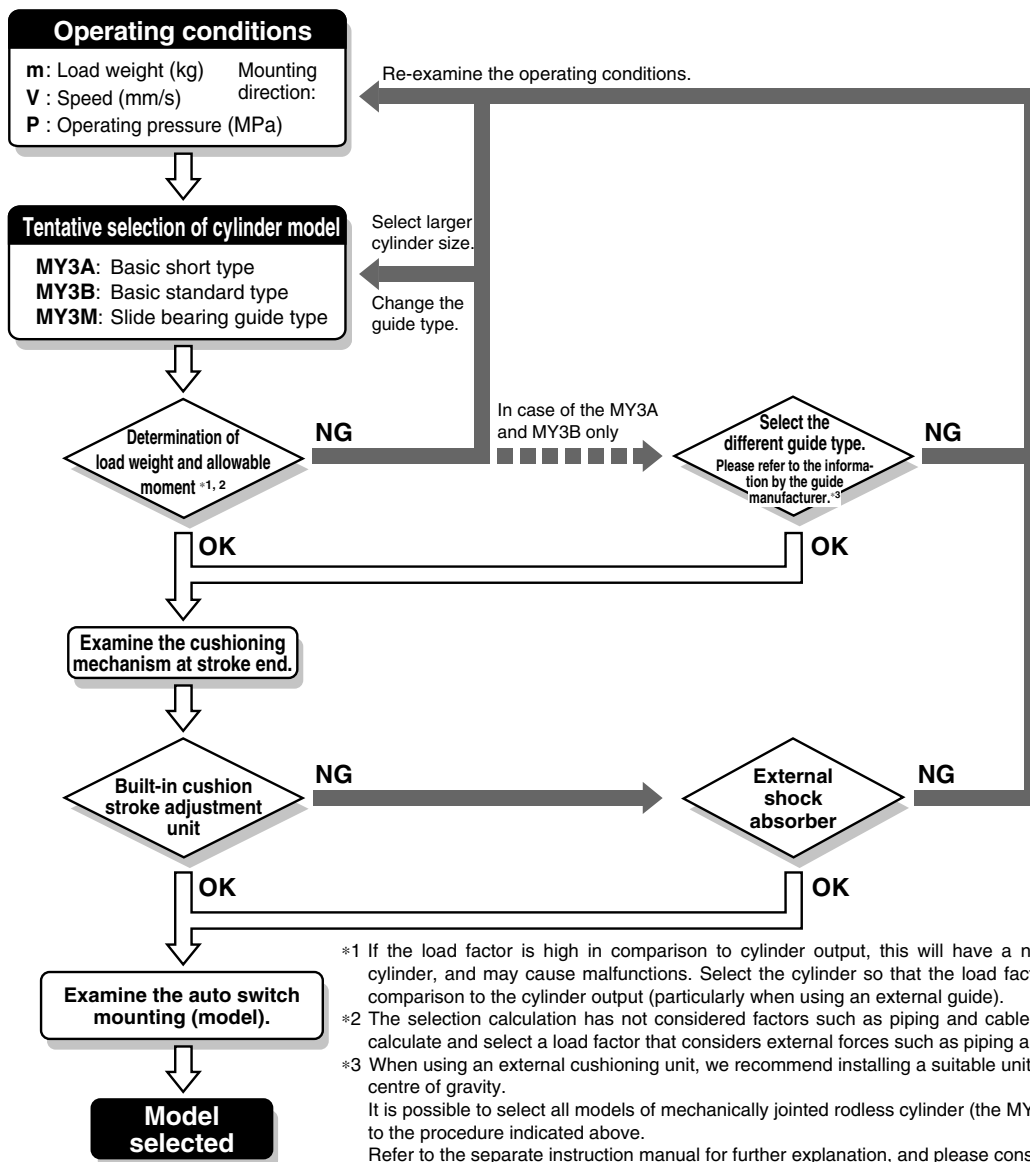 Operating conditions
m: Load weight (kg) Mounting
V : Speed (mm/s) direction:
P : Operating pressure (MPa)
Re-examine the operating conditions.
Tentative selection of cylinder model
MY3A: Basic short type
MY3B: Basic standard type
MY3M: Slide bearing guide type
Select larger
cylinder size.
Change the
guide type.
Determination of
load weight and allowable
moment *1, 2
NG
In case of the MY3A
and MY3B only
Select the
different guide type.
Please refer to the informa-
tion by the guide
manufacturer.*3
NG
OK
OK
Examine the cushioning
mechanism at stroke end.
Built-in cushion
stroke adjustment
unit
NG
External
shock
absorber
NG
OK
OK
Examine the auto switch
mounting (model).
Model
selected
*1 If the load factor is high in comparison to cylinder output, this will have a
cylinder, and may cause malfunctions. Select the cylinder so that the load
comparison to the cylinder output (particularly when using an external guide).
*2 The selection calculation has not considered factors such as piping and cable
calculate and select a load factor that considers external forces such as piping
*3 When using an external cushioning unit, we recommend installing a suitable unit
centre of gravity.
It is possible to select all models of mechanically jointed rodless cylinder (the
to the procedure indicated above.
Refer to the separate instruction manual for further explanation, and please